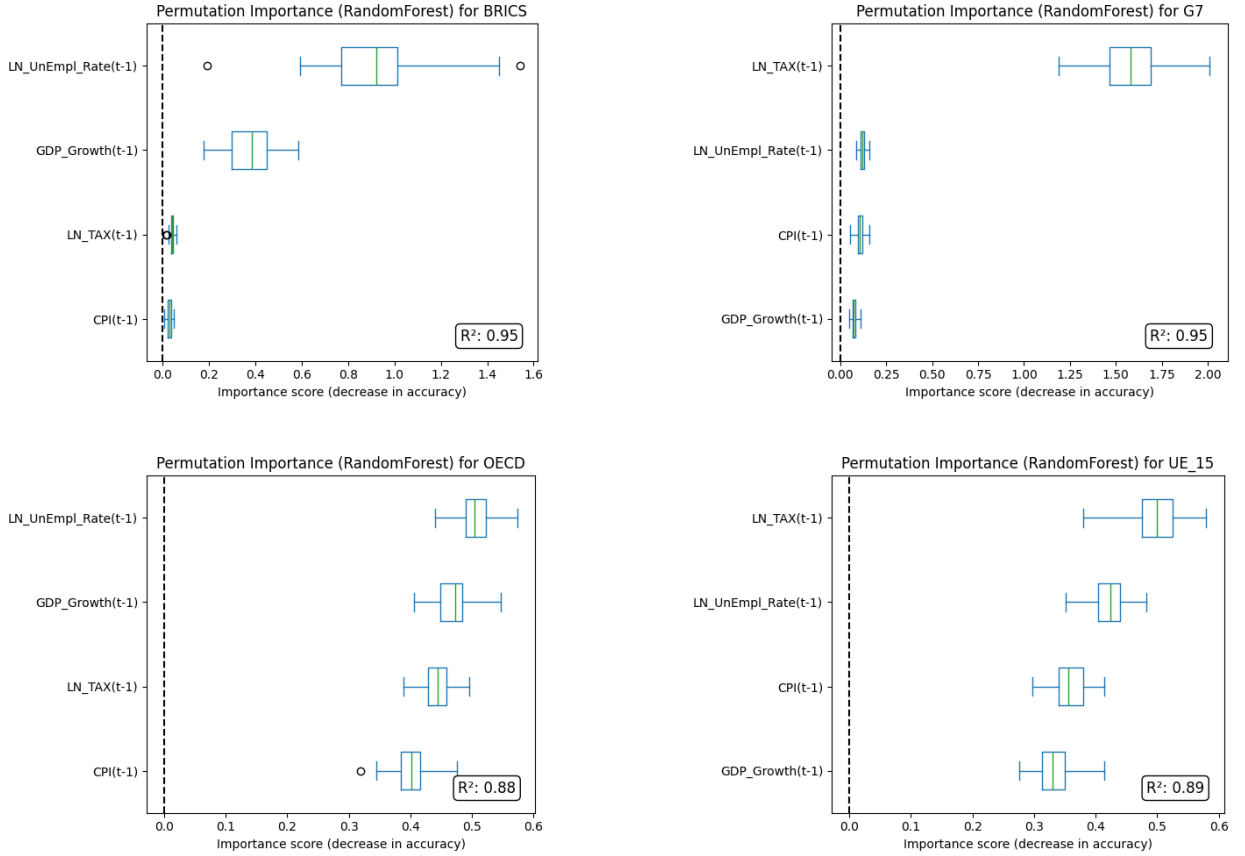 Permutation Importance (RandomForest) for BRICS
LN_UnEmpl_Rate(t-1)
GDP_Growth(t-1)
LN_TAX(t-1)
CPI(t-1)
R²: 0.95
0.0 0.2 0.4 0.6 0.8 1.0 1.2 1.4 1.6
Importance score (decrease in accuracy)
Permutation Importance (RandomForest) for G7
LN_TAX(t-1)
LN_UnEmpl_Rate(t-1)
CPI(t-1)
GDP_Growth(t-1)
R²: 0.95
0.00 0.25 0.50 0.75 1.00 1.25 1.50 1.75 2.00
Importance score (decrease in accuracy)
Permutation Importance (RandomForest) for OECD
LN_UnEmpl_Rate(t-1)
GDP_Growth(t-1)
LN_TAX(t-1)
CPI(t-1)
R²: 0.88
0.0 0.1 0.2 0.3 0.4 0.5 0.6
Importance score (decrease in accuracy)
Permutation Importance (RandomForest) for UE_15
LN_TAX(t-1)
LN_UnEmpl_Rate(t-1)
CPI(t-1)
GDP_Growth(t-1)
R²: 0.89
0.0 0.1 0.2 0.3 0.4 0.5 0.6
Importance score (decrease in accuracy)